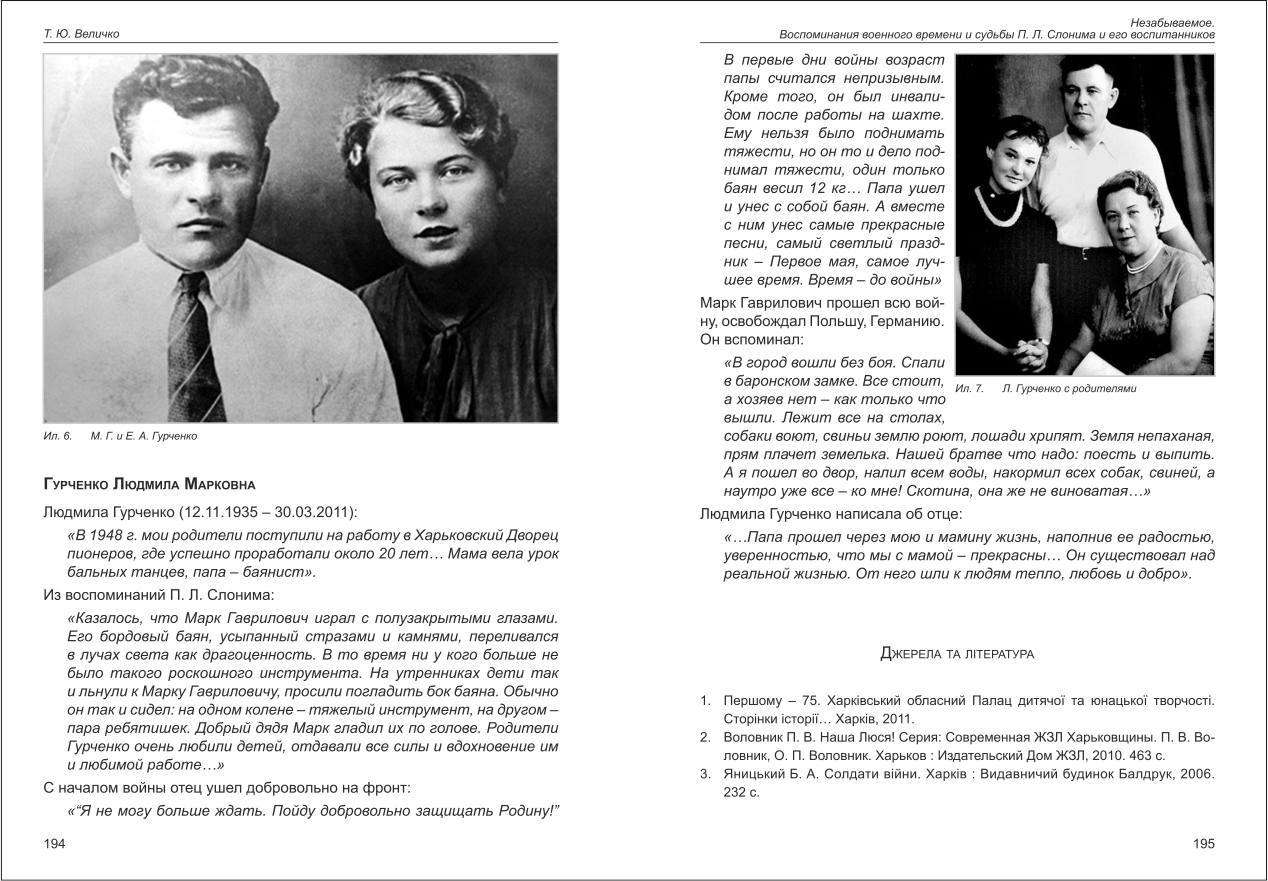 Т. Ю. Величко
Ил. 6. М. Г. и Е. А. Гурченко
Гурченко Людмила Марковна
Людмила Гурченко (12.11.1935 – 30.03.2011):
«В 1948 г. мои родители поступили на работу в Харьковский Дворец
пионеров, где успешно проработали около 20 лет… Мама вела урок
бальных танцев, папа – баянист».
Из воспоминаний П. Л. Слонима:
«Казалось, что Марк Гаврилович играл с полузакрытыми глазами.
Его бордовый баян, усыпанный стразами и камнями, переливался
в лучах света как драгоценность. В то время ни у кого больше не
было такого роскошного инструмента. На утренниках дети так
и льнули к Марку Гавриловичу, просили погладить бок баяна. Обычно
он так и сидел: на одном колене – тяжелый инструмент, на другом –
пара ребятишек. Добрый дядя Марк гладил их по голове. Родители
Гурченко очень любили детей, отдавали все силы и вдохновение им
и любимой работе…»
С началом войны отец ушел добровольно на фронт:
«“Я не могу больше ждать. Пойду добровольно защищать Родину!”
194
Незабываемое.
Воспоминания военного времени и судьбы П. Л. Слонима и его воспитанников
В первые дни войны возраст
папы считался непризывным.
Кроме того, он был инвали-
дом после работы на шахте.
Ему нельзя было поднимать
тяжести, но он то и дело под-
нимал тяжести, один только
баян весил 12 кг… Папа ушел
и унес с собой баян. А вместе
с ним унес самые прекрасные
песни, самый светлый празд-
ник – Первое мая, самое луч-
шее время. Время – до войны»
Марк Гаврилович прошел всю вой-
ну, освобождал Польшу, Германию.
Он вспоминал:
«В город вошли без боя. Спали
в баронском замке. Все стоит,
а хозяев нет – как только что
вышли. Лежит все на столах,
собаки воют, свиньи землю роют, лошади хрипят. Земля непаханая,
прям плачет земелька. Нашей братве что надо: поесть и выпить.
А я пошел во двор, налил всем воды, накормил всех собак, свиней, а
наутро уже все – ко мне! Скотина, она же не виноватая…»
Ил. 7. Л. Гурченко с родителями
Людмила Гурченко написала об отце:
«…Папа прошел через мою и мамину жизнь, наполнив ее радостью,
уверенностью, что мы с мамой – прекрасны… Он существовал над
реальной жизнью. От него шли к людям тепло, любовь и добро».
Джерела та література
1. Першому – 75. Харківський обласний Палац дитячої та юнацької творчості.
Сторінки історії… Харків, 2011.
2. Воловник П. В. Наша Люся! Серия: Современная ЖЗЛ Харьковщины. П. В. Во-
ловник, О. П. Воловник. Харьков : Издательский Дом ЖЗЛ, 2010. 463 с.
3. Яницький Б. А. Солдати війни. Харків : Видавничий будинок Балдрук, 2006.
232 с.
195